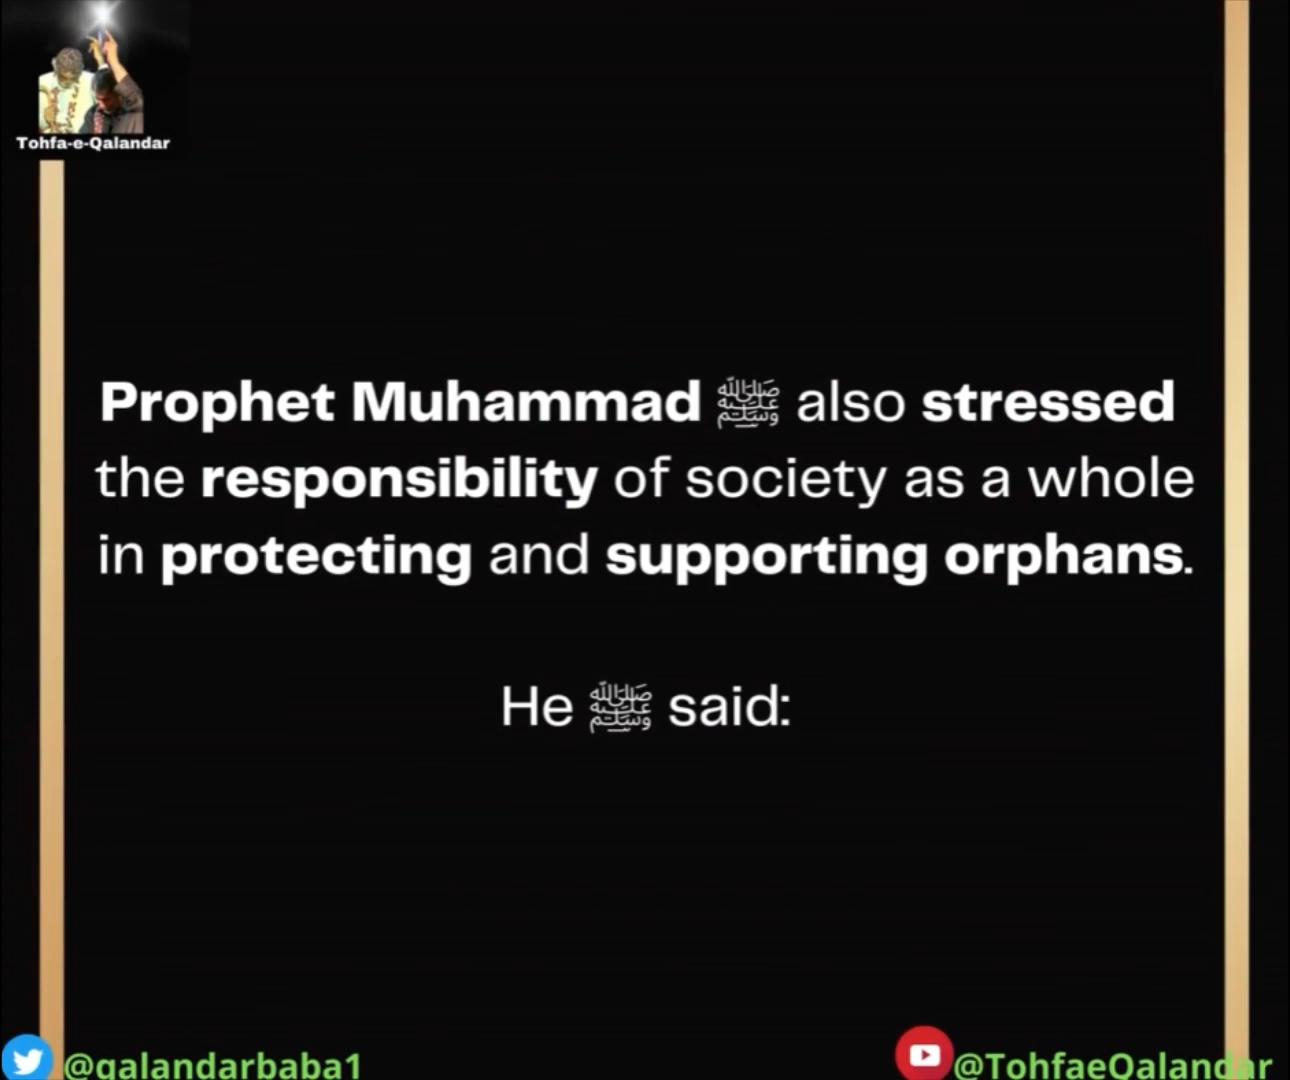 Tohfa-e-Qalandar
Prophet Muhammad ﷺ also stressed
the responsibility of society as a whole
in protecting and supporting orphans.
He ﷺ said:
@qalandarbaba1
@TohfaeQalandar